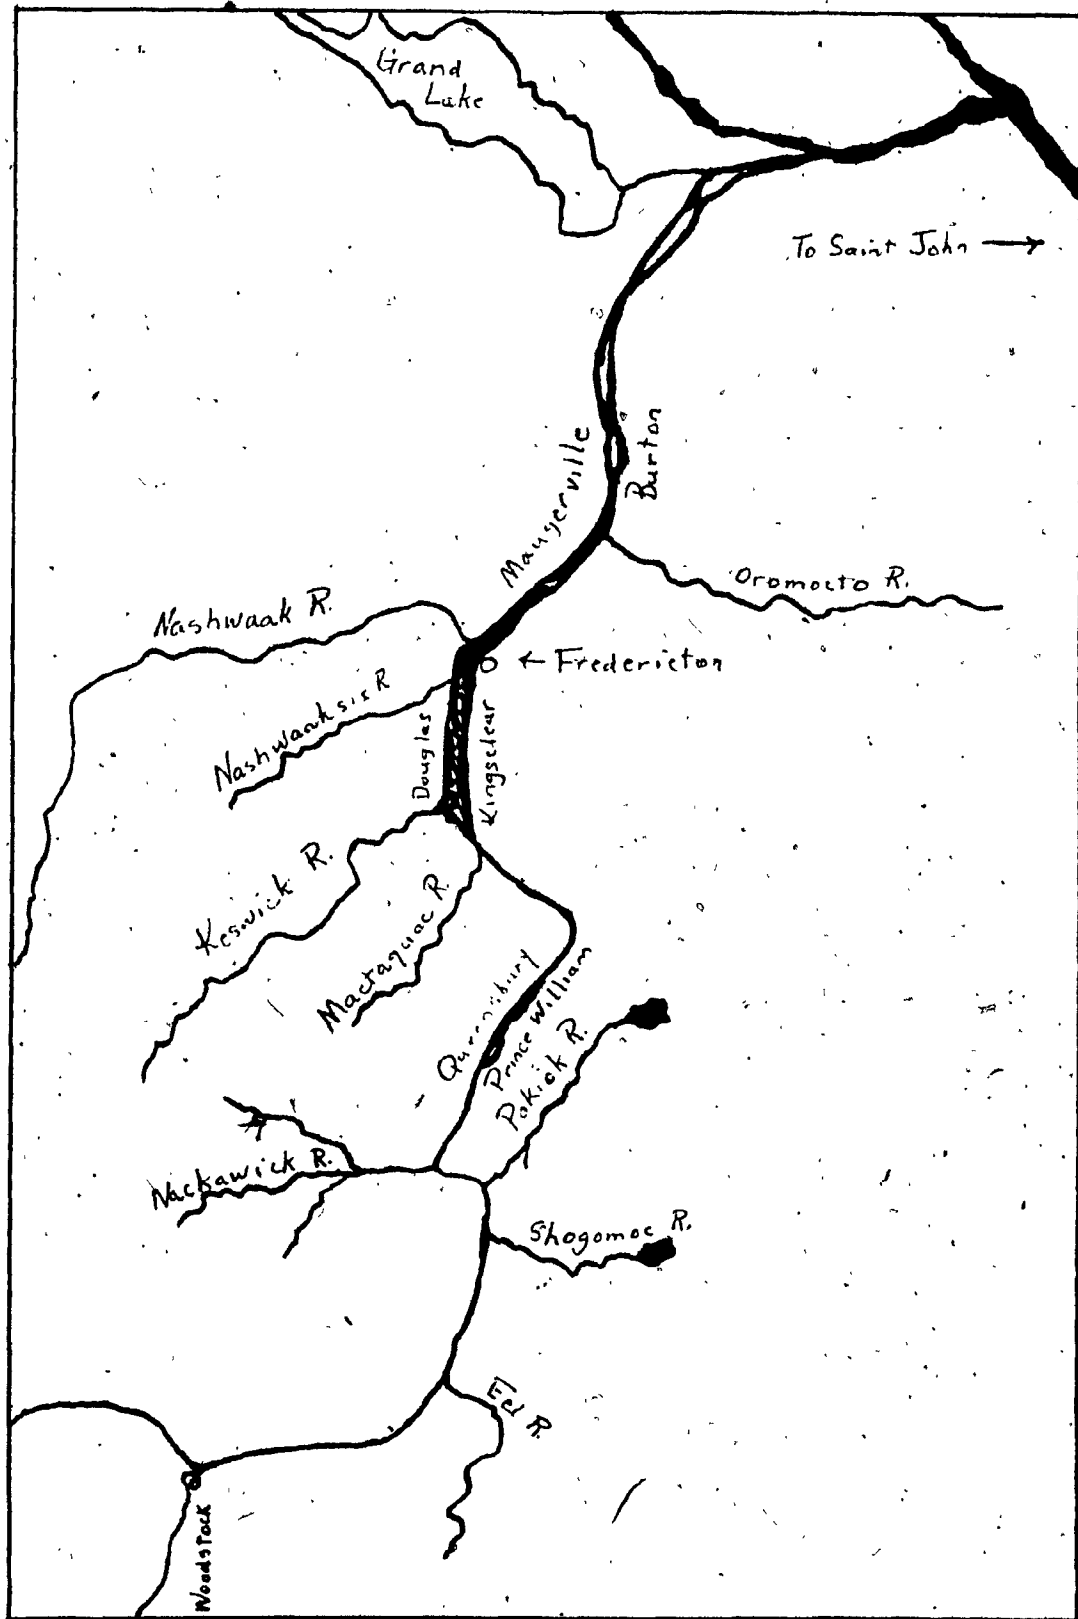 Grand
Lake
To Saint John →
Maugerville
Burton
Oromocto R.
Nashwaak R.
← Fredericton
Nashwaaksis R
Douglas
Kingsclear
Keswick R.
Mactaquac R.
Queensbury
Prince William
Pokiok R.
Nackawick R.
Shogomoc R.
Eel R.
Woodstock